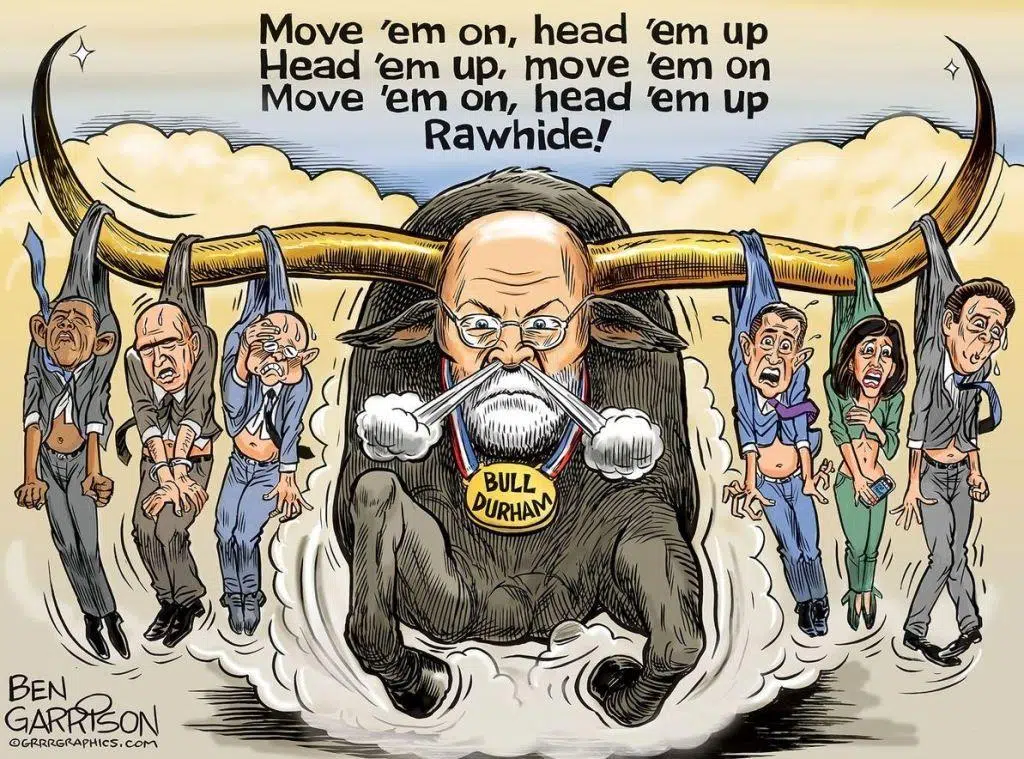 Move 'em on, head 'em up
Head 'em up, move 'em on
Move 'em on, head 'em up
Rawhide!
BULL
DURHAM
BEN
GARRISON
©GRRRGRAPHICS.COM